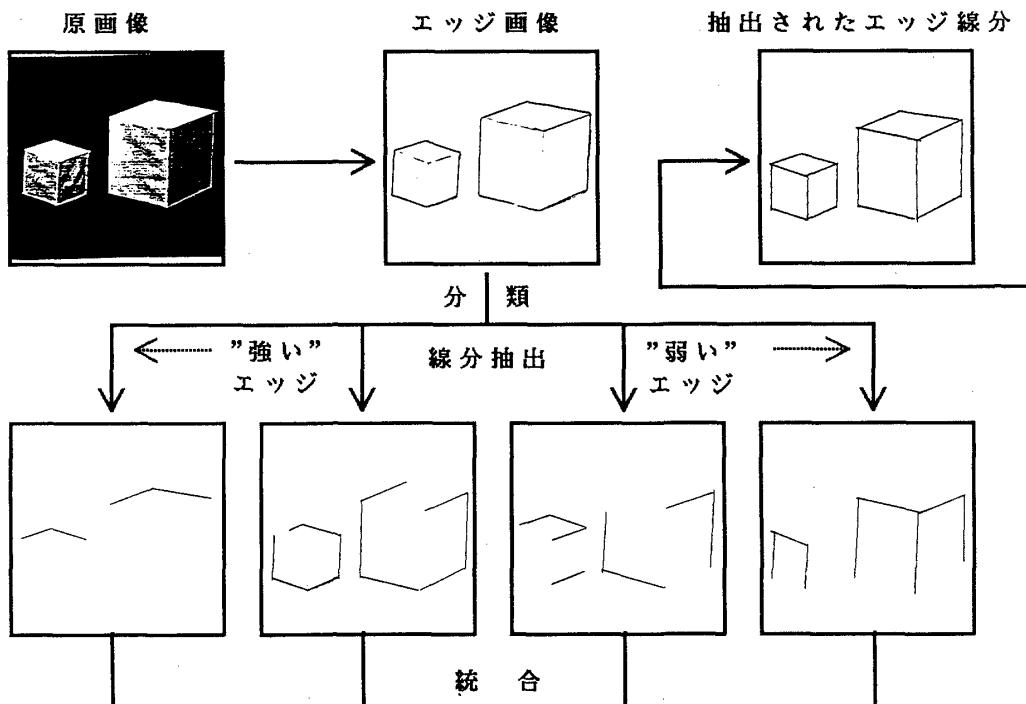 原画像
エッジ画像
抽出されたエッジ線分
分類
”強い”
エッジ
線分抽出
”弱い”
エッジ
統合